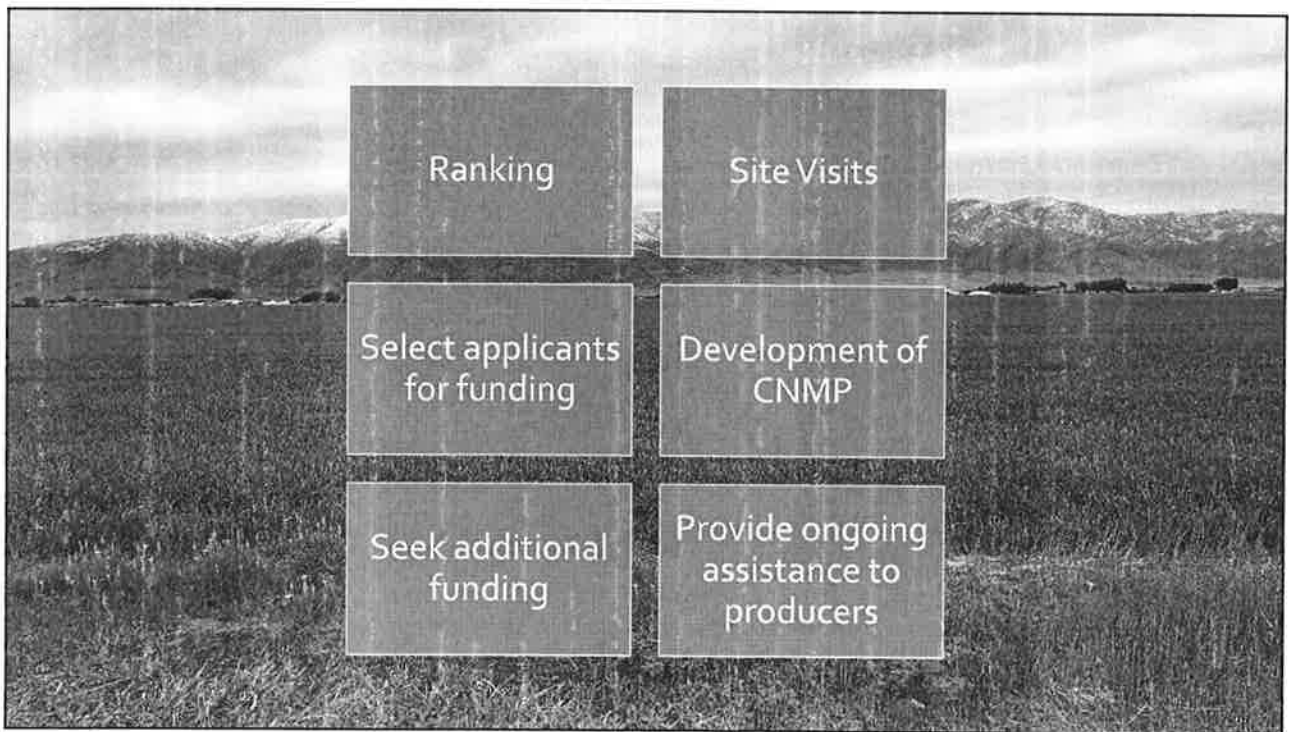 Ranking
Site Visits
Select applicants
for funding
Development of
CNMP
Seek additional
funding
Provide ongoing
assistance to
producers